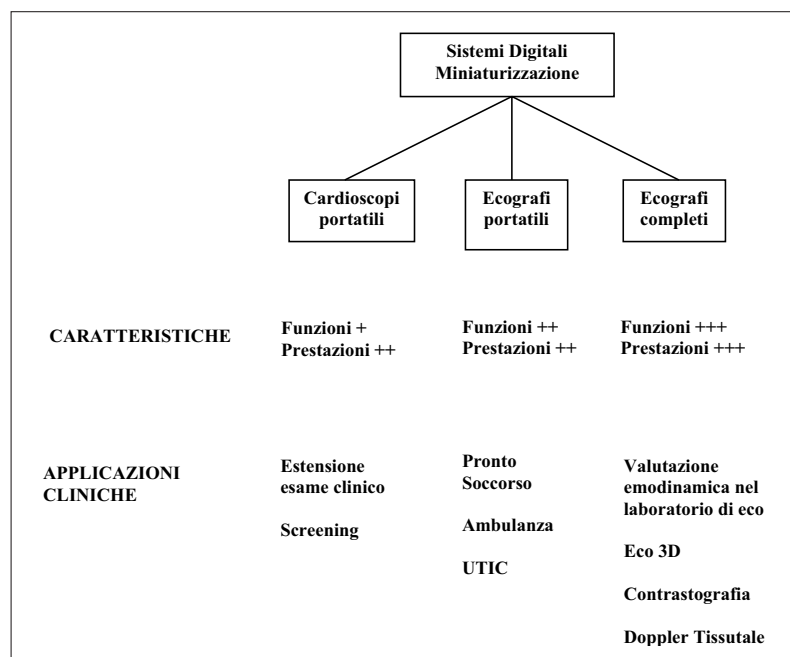 Sistemi Digitali
Miniaturizzazione
Cardioscopi
portatili
Ecografi
portatili
Ecografi
completi
CARATTERISTICHE
Funzioni +
Prestazioni ++
Funzioni ++
Prestazioni ++
Funzioni +++
Prestazioni +++
APPLICAZIONI
CLINICHE
Estensione
esame clinico
Screening
Pronto
Soccorso
Ambulanza
UTIC
Valutazione
emodinamica nel
laboratorio di eco
Eco 3D
Contrastografia
Doppler Tissutale